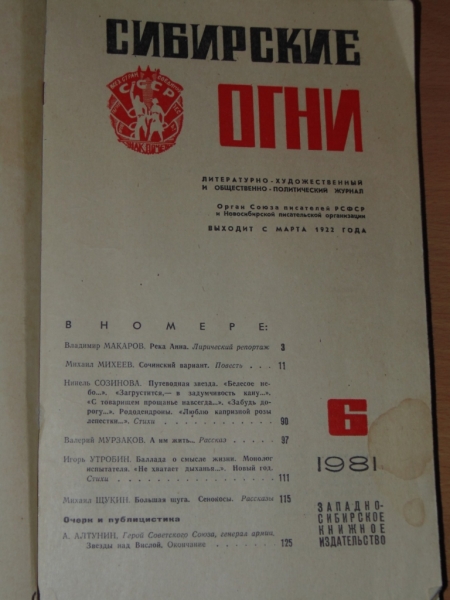 СИБИРСКИЕ
СССР
ОГНИ
ЛИТЕРАТУРНО-ХУДОЖЕСТВЕННЫЙ
И ОБЩЕСТВЕННО-ПОЛИТИЧЕСКИЙ ЖУРНАЛ
Орган Союза писателей РСФСР
и Новосибирской писательской организации
ВЫХОДИТ С МАРТА 1922 ГОДА
В НОМЕРЕ:
Владимир МАКАРОВ. Река Анна. Лирический репортаж 3
Михаил МИХЕЕВ. Сочинский вариант. Повесть . . . 11
Нинель СОЗИНОВА. Путеводная звезда. «Белесое не-
бо...». «Загрустится,— в задумчивость кану...».
«С товарищем прощанье навсегда...». «Забудь до-
рогу...». Рододендроны. «Люблю капризной розы
лепестки...». Стихи . . . . . . . . . . . . 90
Валерий МУРЗАКОВ. А им жить.. Рассказ . . . . . 97
Игорь УТРОБИН. Баллада о смысле жизни. Монолог
испытателя. «Не хватает дыханья...». Новый год.
Стихи . . . . . . . . . . . . . . . . 111
Михаил ЩУКИН. Большая шуга. Сенокосы. Рассказы 115
Очерк и публицистика
А. АЛТУНИН, Герой Советского Союза, генерал армии.
Звезды над Вислой, Окончание . . . . . . . 125
6
1981
ЗАПАДНО-
СИБИРСКОЕ
КНИЖНОЕ
ИЗДАТЕЛЬСТВО